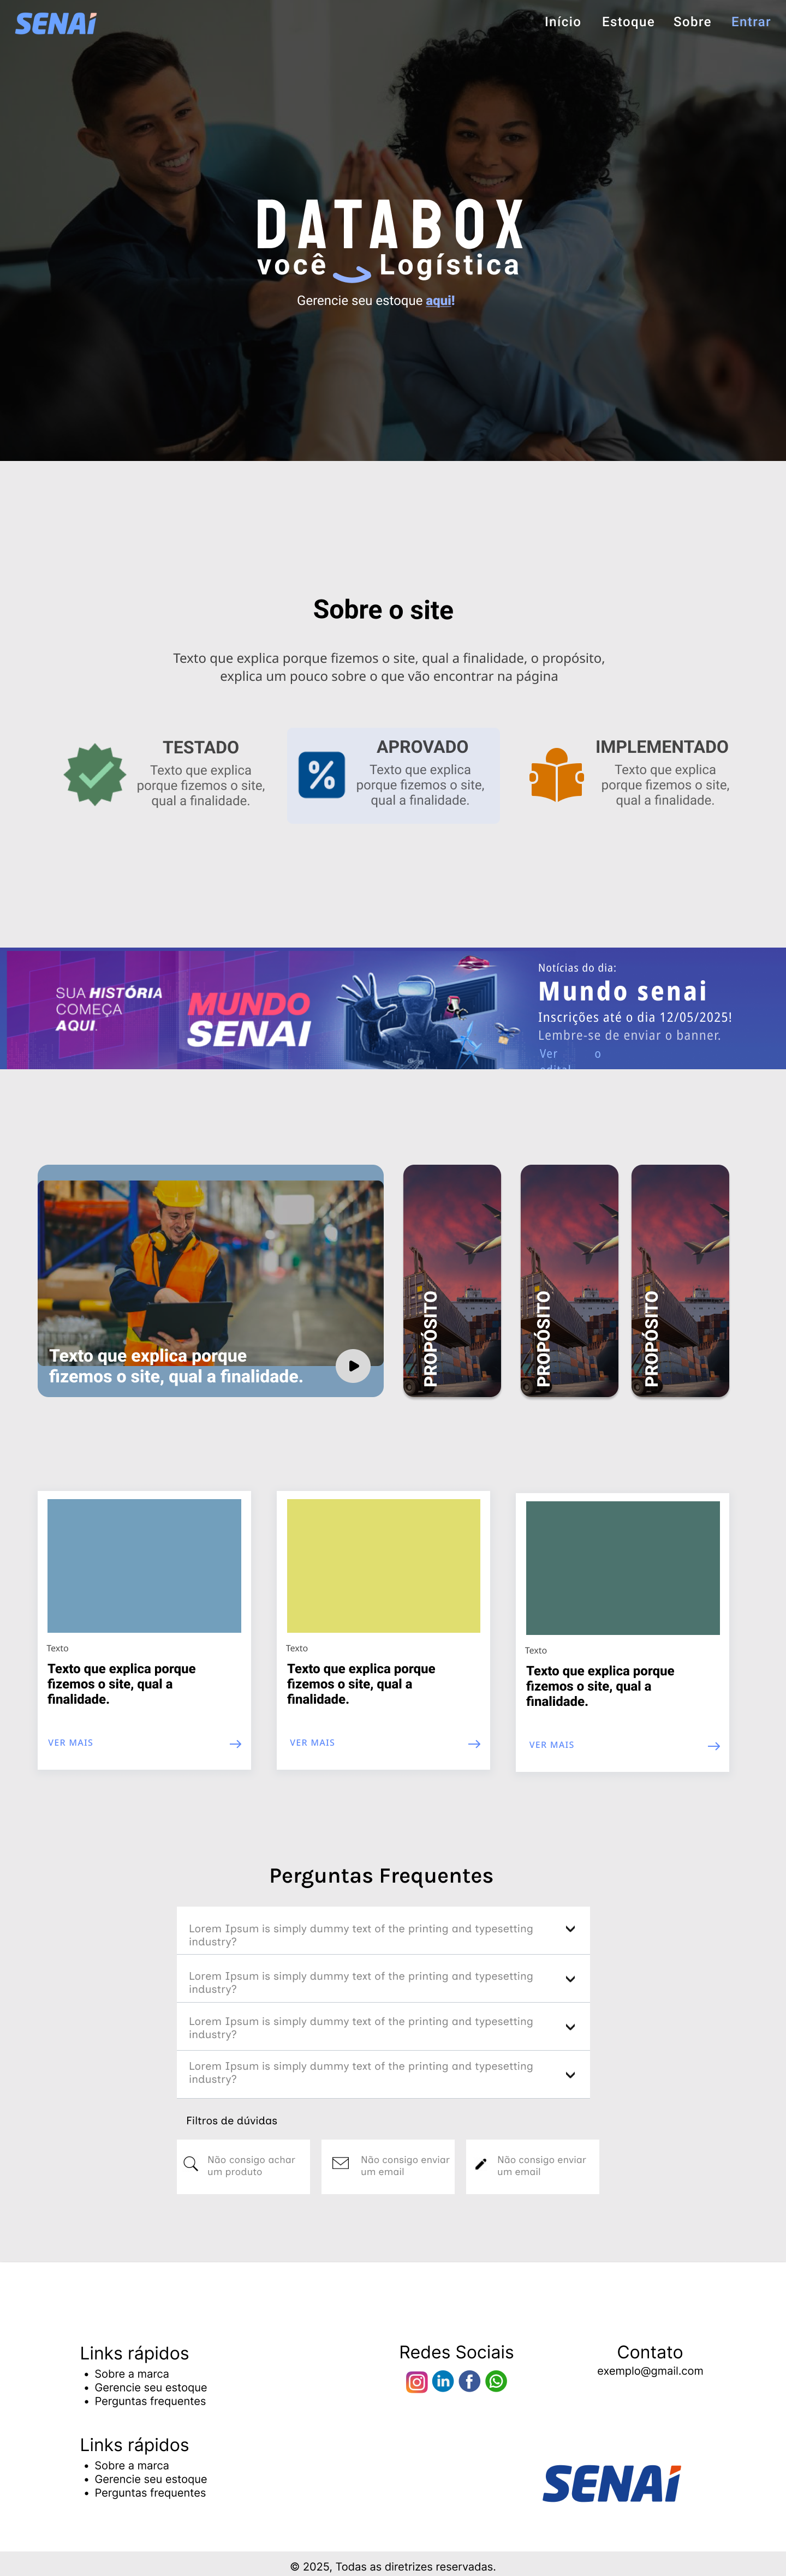 SENAI
Início Estoque Sobre Entrar
DATABOX
você Logística
Gerencie seu estoque aqui!
Sobre o site
Texto que explica porque fizemos o site, qual a finalidade, o propósito,
explica um pouco sobre o que vão encontrar na página
TESTADO
Texto que explica
porque fizemos o site,
qual a finalidade.
APROVADO
Texto que explica
porque fizemos o site,
qual a finalidade.
IMPLEMENTADO
Texto que explica
porque fizemos o site,
qual a finalidade.
SUA HISTÓRIA
COMEÇA
AQUI.
MUNDO
SENAI
Notícias do dia:
Mundo senai
Inscrições até o dia 12/05/2025!
Lembre-se de enviar o banner.
Ver o
edital
Texto que explica porque
fizemos o site, qual a finalidade.
PROPÓSITO
PROPÓSITO
PROPÓSITO
Texto
Texto que explica porque
fizemos o site, qual a
finalidade.
VER MAIS
Texto
Texto que explica porque
fizemos o site, qual a
finalidade.
VER MAIS
Texto
Texto que explica porque
fizemos o site, qual a
finalidade.
VER MAIS
Perguntas Frequentes
Lorem Ipsum is simply dummy text of the printing and typesetting
industry?
Lorem Ipsum is simply dummy text of the printing and typesetting
industry?
Lorem Ipsum is simply dummy text of the printing and typesetting
industry?
Lorem Ipsum is simply dummy text of the printing and typesetting
industry?
Filtros de dúvidas
Não consigo achar
um produto
Não consigo enviar
um email
Não consigo enviar
um email
Links rápidos
Sobre a marca
Gerencie seu estoque
Perguntas frequentes
Redes Sociais
in f
Contato
exemplo@gmail.com
Links rápidos
Sobre a marca
Gerencie seu estoque
Perguntas frequentes
SENAI
© 2025, Todas as diretrizes reservadas.